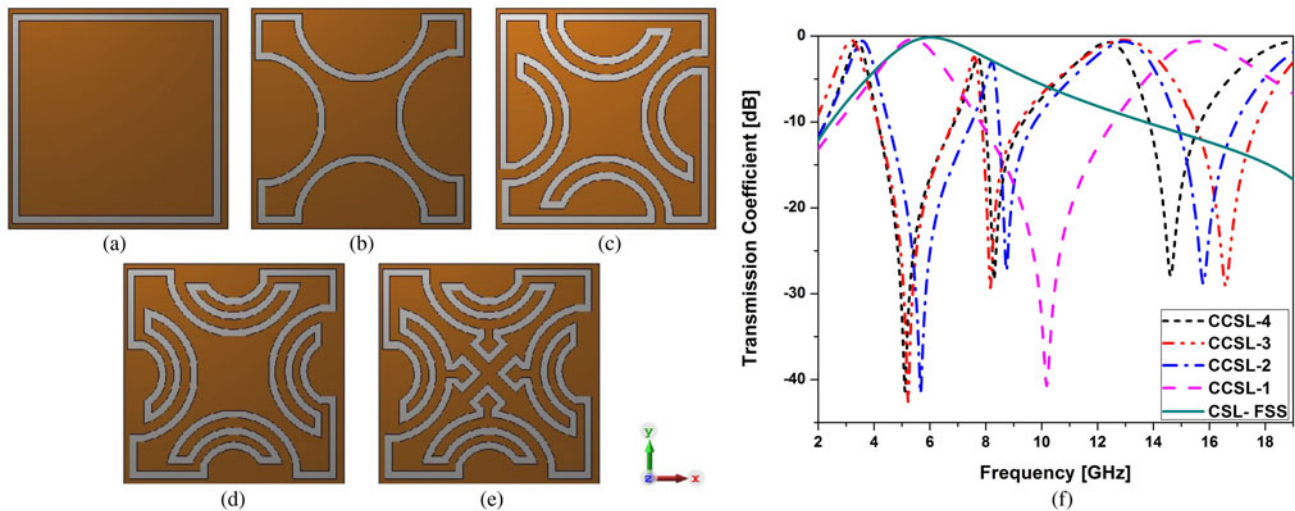 (a)
(b)
(c)
(d)
(e)
y
z
x
Transmission Coefficient [dB]
0
-10
-20
-30
-40
CCSL-4
CCSL-3
CCSL-2
CCSL-1
CSL- FSS
2 4 6 8 10 12 14 16 18
Frequency [GHz]
(f)